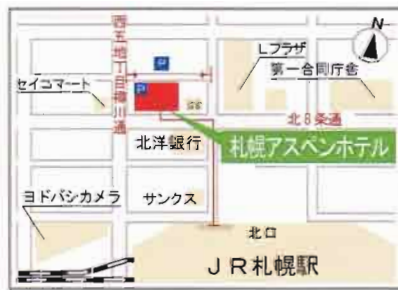 N
西五地丁目樽川通
P
P
Lプラザ
第一合同庁舎
セイコマート
北8条通
北洋銀行
札幌アスペンホテル
ヨドバシカメラ
サンクス
北口
JR札幌駅